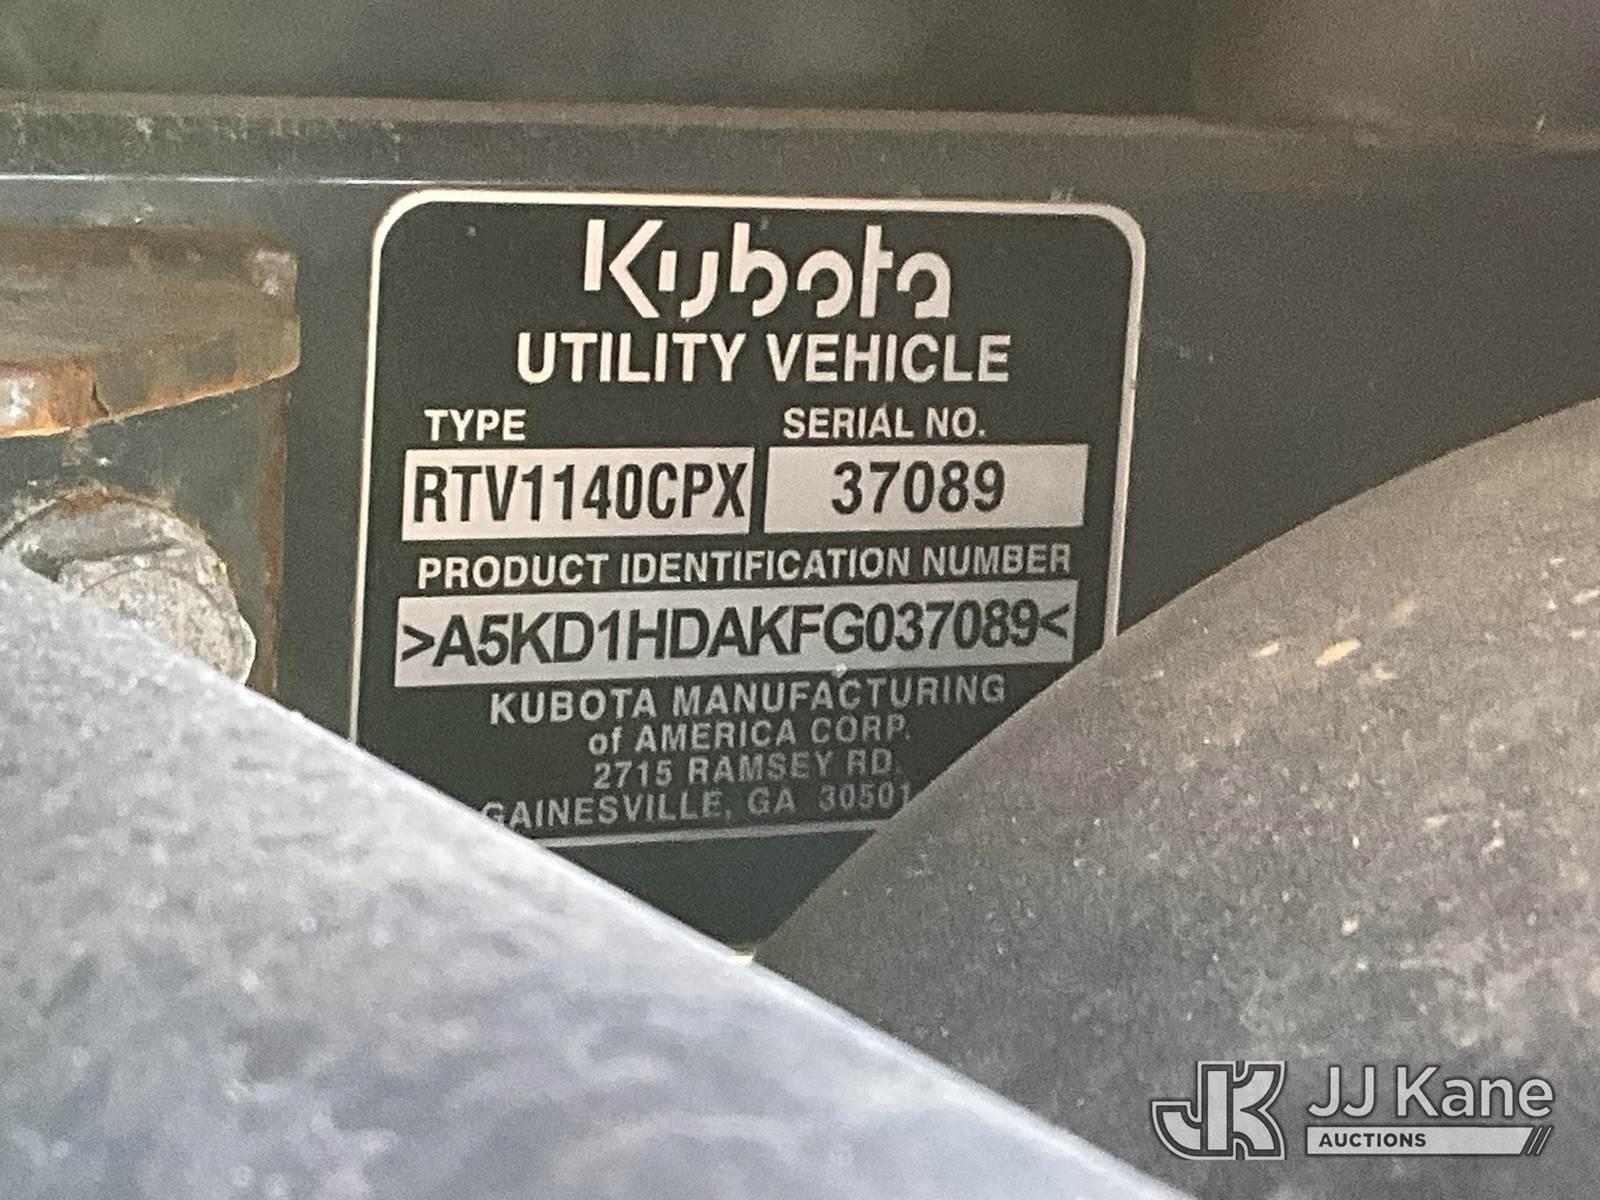 Kubota
UTILITY VEHICLE
TYPE SERIAL NO.
RTV1140CPX 37089
PRODUCT IDENTIFICATION NUMBER
>A5KD1HDAKFG037089<
KUBOTA MANUFACTURING
of AMERICA CORP.
2715 RAMSEY RD.
GAINESVILLE, GA 30501
JK JJ Kane
AUCTIONS